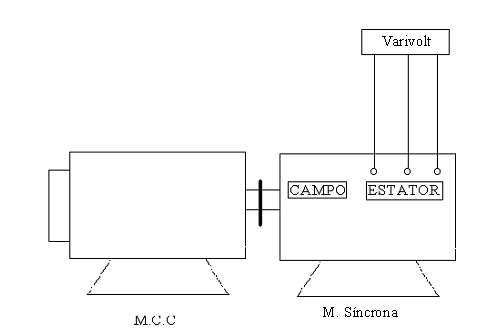 Varivolt
CAMPO
ESTATOR
M.C.C
M. Síncrona